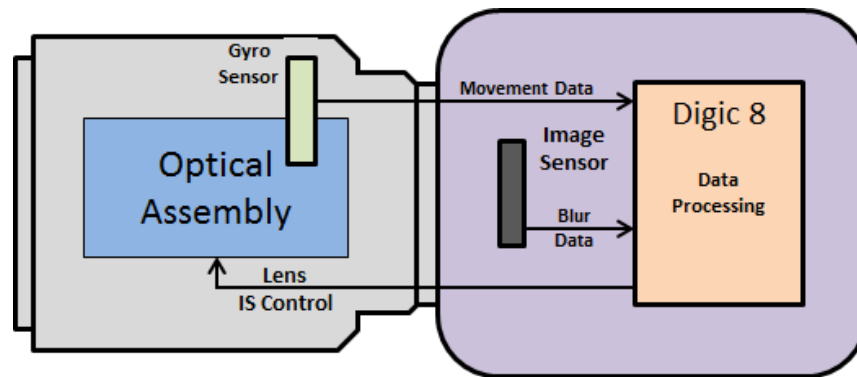 Gyro
Sensor
Optical
Assembly
Lens
IS Control
Movement Data
Image
Sensor
Blur
Data
Digic 8
Data
Processing